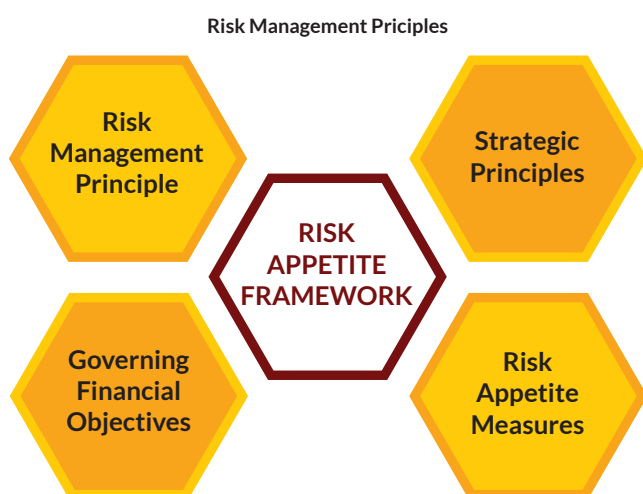 Risk Management Priciples
Risk
Management
Principle
Strategic
Principles
RISK
APPETITE
FRAMEWORK
Governing
Financial
Objectives
Risk
Appetite
Measures